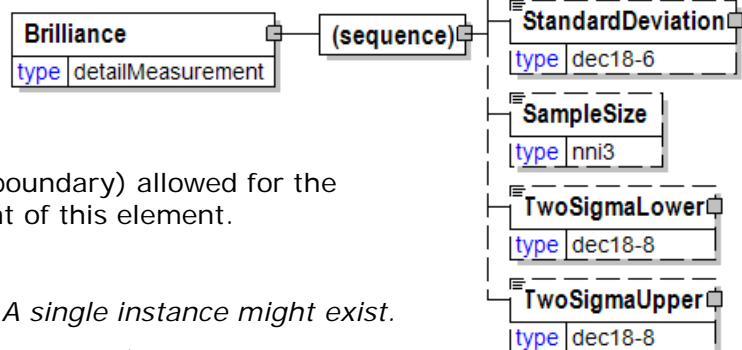 Brilliance
type detailMeasurement
(sequence)
StandardDeviation
type dec18-6
SampleSize
type nni3
TwoSigmaLower
type dec18-8
TwoSigmaUpper
type dec18-8
boundary) allowed for the
t of this element.
A single instance might exist.